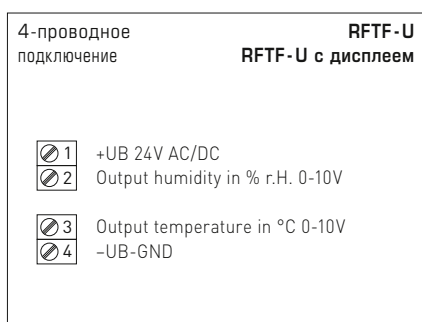 4-проводное RFTF-U
подключение RFTF-U с дисплеем
1 +UB 24V AC/DC
2 Output humidity in % r.H. 0-10V
3 Output temperature in °C 0-10V
4 –UB-GND